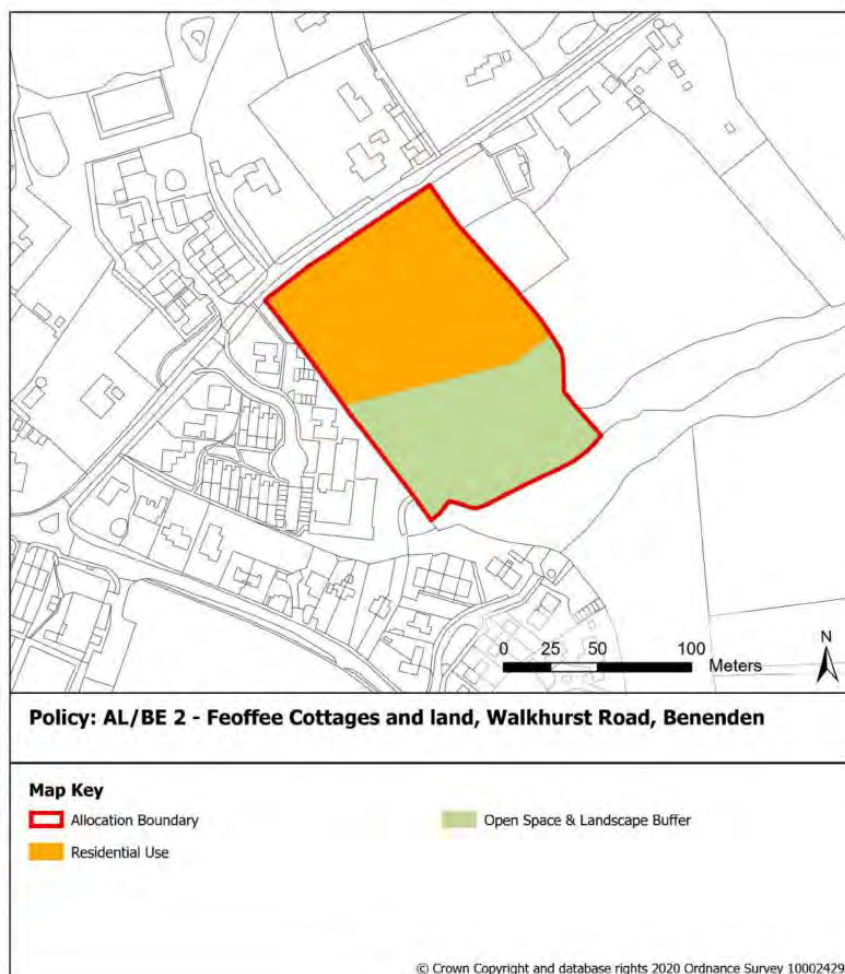 N
0 25 50 100
Meters
Policy: AL/BE 2 - Feoffee Cottages and land, Walkhurst Road, Benenden
Map Key
Allocation Boundary
Open Space & Landscape Buffer
Residential Use
© Crown Copyright and database rights 2020 Ordnance Survey 10002429